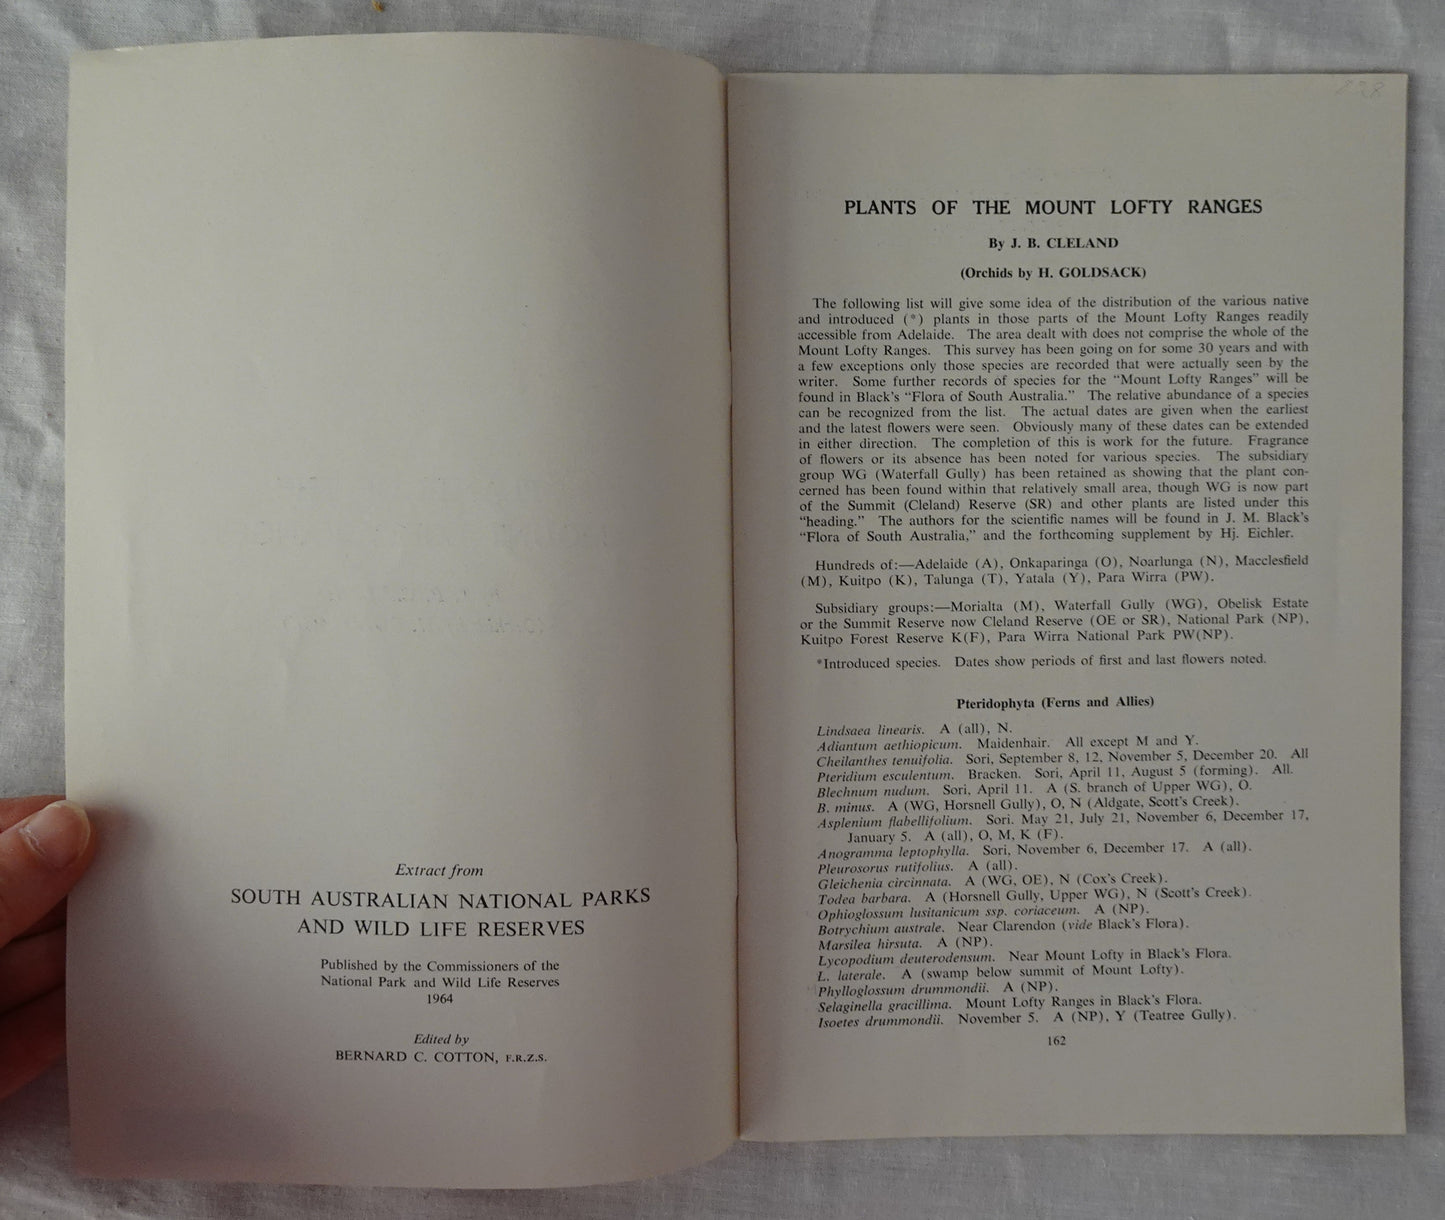 Extract from
SOUTH AUSTRALIAN NATIONAL PARKS
AND WILD LIFE RESERVES
Published by the Commissioners of the
National Park and Wild Life Reserves
1964
Edited by
BERNARD C. COTTON, F.R.Z.S.
PLANTS OF THE MOUNT LOFTY RANGES
By J. B. CLELAND
(Orchids by H. GOLDSACK)
The following list will give some idea of the distribution of the various native
and introduced (*) plants in those parts of the Mount Lofty Ranges readily
accessible from Adelaide. The area dealt with does not comprise the whole of the
Mount Lofty Ranges. This survey has been going on for some 30 years and with
a few exceptions only those species are recorded that were actually seen by the
writer. Some further records of species for the "Mount Lofty Ranges" will be
found in Black's "Flora of South Australia." The relative abundance of a species
can be recognized from the list. The actual dates are given when the earliest
and the latest flowers were seen. Obviously many of these dates can be extended
in either direction. The completion of this is work for the future. Fragrance
of flowers or its absence has been noted for various species. The subsidiary
group WG (Waterfall Gully) has been retained as showing that the plant con-
cerned has been found within that relatively small area, though WG is now part
of the Summit (Cleland) Reserve (SR) and other plants are listed under this
"heading." The authors for the scientific names will be found in J. M. Black's
"Flora of South Australia," and the forthcoming supplement by Hj. Eichler.
Hundreds of:—Adelaide (A), Onkaparinga (O), Noarlunga (N), Macclesfield
(M), Kuitpo (K), Talunga (T), Yatala (Y), Para Wirra (PW).
Subsidiary groups:—Morialta (M), Waterfall Gully (WG), Obelisk Estate
or the Summit Reserve now Cleland Reserve (OE or SR), National Park (NP),
Kuitpo Forest Reserve K(F), Para Wirra National Park PW(NP).
*Introduced species. Dates show periods of first and last flowers noted.
Pteridophyta (Ferns and Allies)
Lindsaea linearis. A (all), N.
Adiantum aethiopicum. Maidenhair. All except M and Y.
Cheilanthes tenuifolia. Sori, September 8, 12, November 5, December 20. All
Pteridium esculentum. Bracken. Sori, April 11, August 5 (forming). All.
Blechnum nudum. Sori, April 11. A (S. branch of Upper WG), O.
B. minus. A (WG, Horsnell Gully), O, N (Aldgate, Scott's Creek).
Asplenium flabellifolium. Sori. May 21, July 21, November 6, December 17,
January 5. A (all), O, M, K (F).
Anogramma leptophylla. Sori, November 6, December 17. A (all).
Pleurosorus rutifolius. A (all).
Gleichenia circinnata. A (WG, OE), N (Cox's Creek).
Todea barbara. A (Horsnell Gully, Upper WG), N (Scott's Creek).
Ophioglossum lusitanicum ssp. coriaceum. A (NP).
Botrychium australe. Near Clarendon (vide Black's Flora).
Marsilea hirsuta. A (NP).
Lycopodium deuterodensum. Near Mount Lofty in Black's Flora.
L. laterale. A (swamp below summit of Mount Lofty).
Phylloglossum drummondii. A (NP).
Selaginella gracillima. Mount Lofty Ranges in Black's Flora.
Isoetes drummondii. November 5. A (NP), Y (Teatree Gully).
162